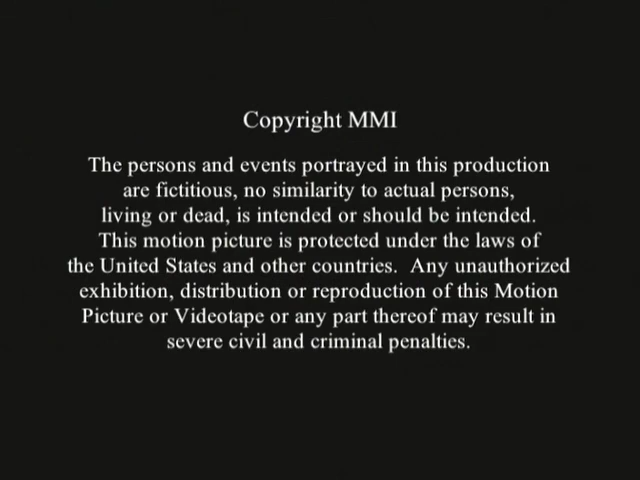 Copyright MMI
The persons and events portrayed in this production
are fictitious, no similarity to actual persons,
living or dead, is intended or should be intended.
This motion picture is protected under the laws of
the United States and other countries.  Any unauthorized
exhibition, distribution or reproduction of this Motion
Picture or Videotape or any part thereof may result in
severe civil and criminal penalties.